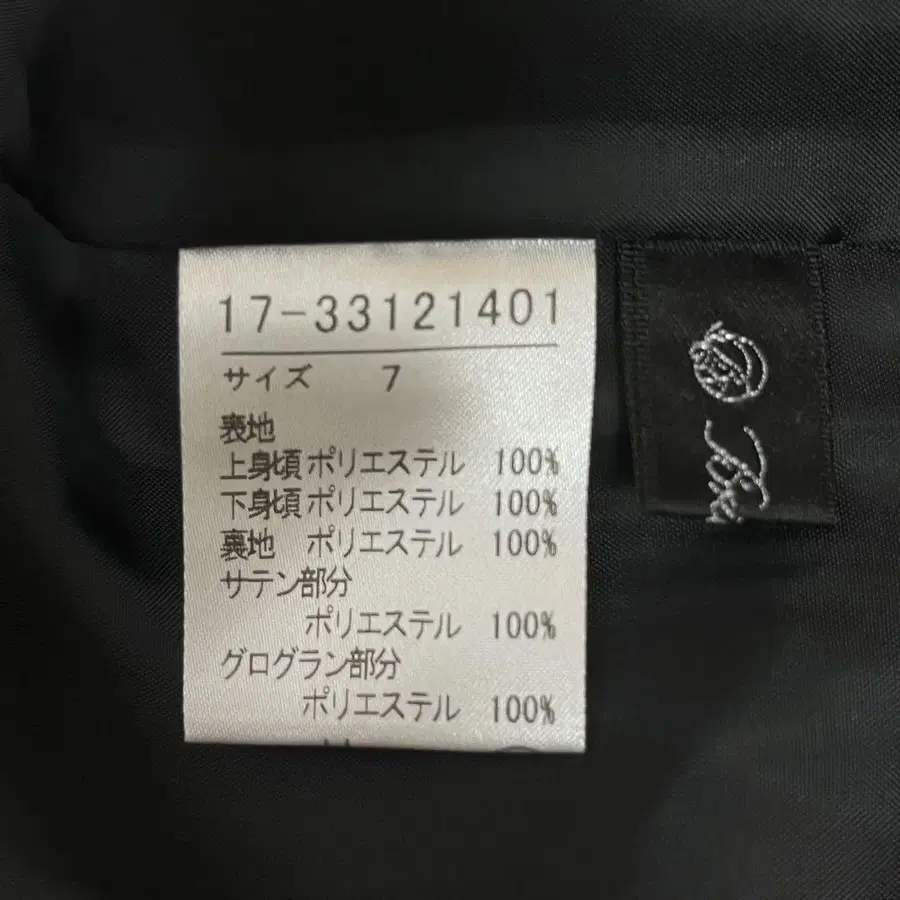 17-33121401
サイズ 7
表地
上身頃 ポリエステル 100%
下身頃 ポリエステル 100%
裏地 ポリエステル 100%
サテン部分
ポリエステル 100%
グログラン部分
ポリエステル 100%